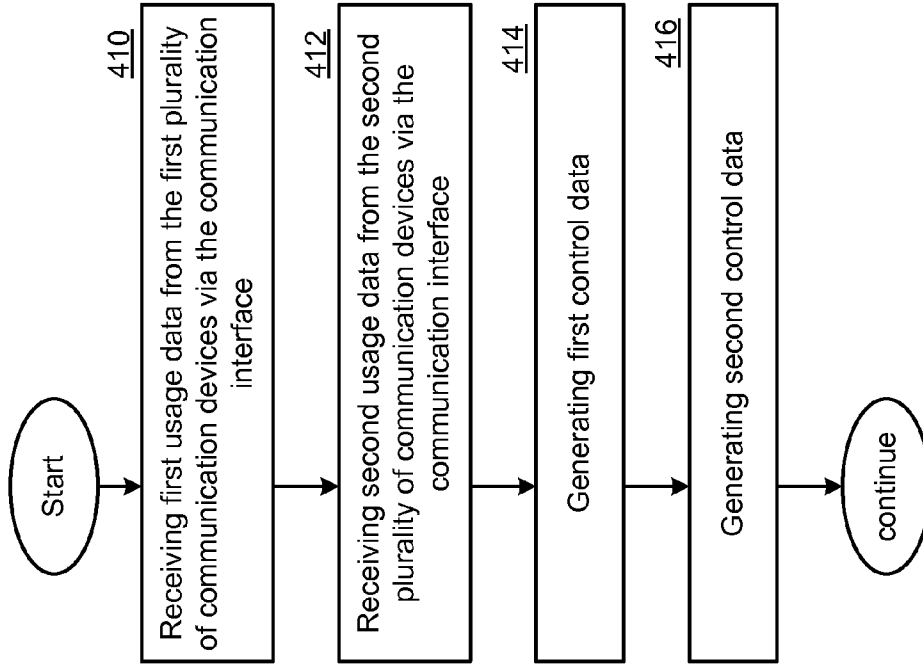 Start
410
Receiving first usage data from the first plurality
of communication devices via the communication
interface
412
Receiving second usage data from the second
plurality of communication devices via the
communication interface
414
Generating first control data
416
Generating second control data
continue